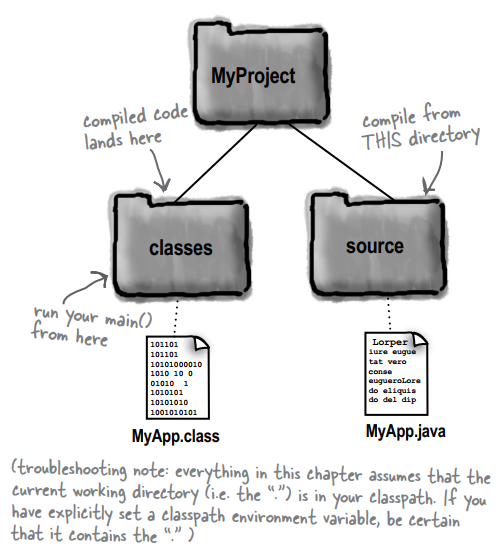 MyProject
compiled code
lands here
compile from
THIS directory
classes
source
run your main()
from here
101101
101101
10101000010
1010 10 0
01010 1
1010101
10101010
1001010101
MyApp.class
Lorper
iure eugue
tat vero
conse
eugueroLore
do eliquis
do del dip
MyApp.java
(troubleshooting note: everything in this chapter assumes that the
current working directory (i.e. the “.”) is in your classpath. If you
have explicitly set a classpath environment variable, be certain
that it contains the “.” )